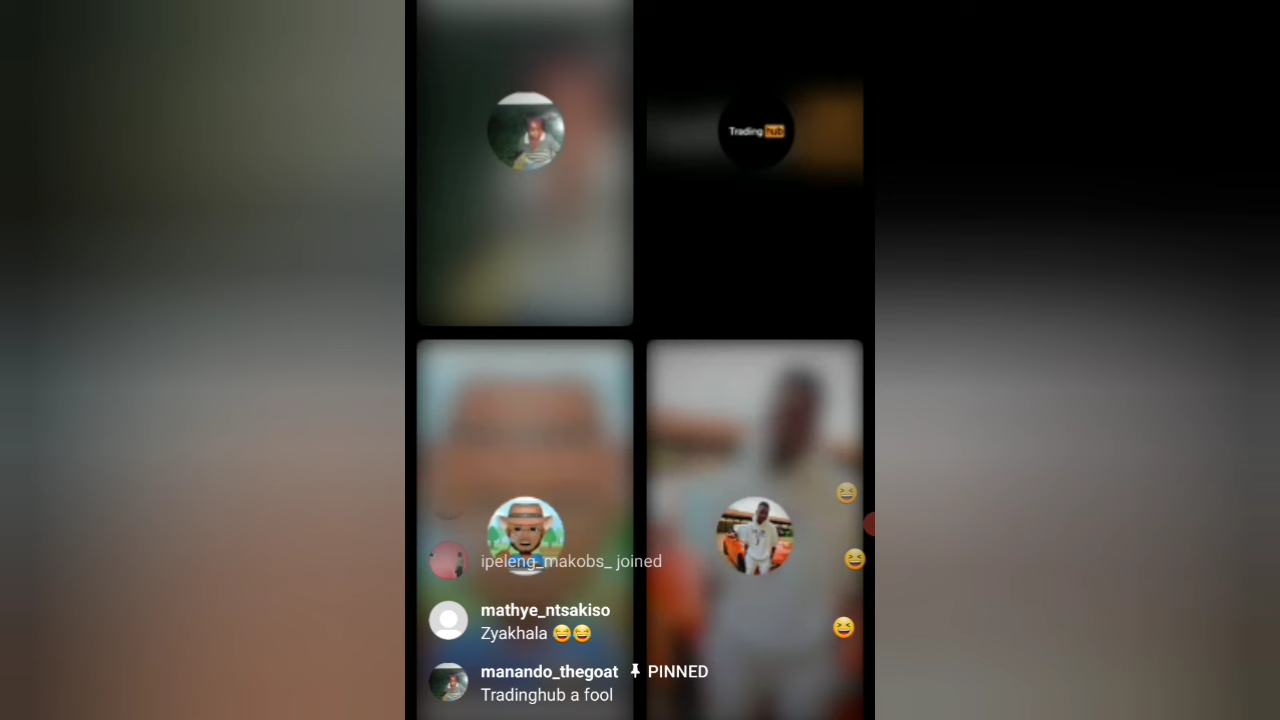 Trading hub
ipeleng_makobs_ joined
mathye_ntsakiso
Zyakhala 😅😅
manando_thegoat PINNED
Tradinghub a fool